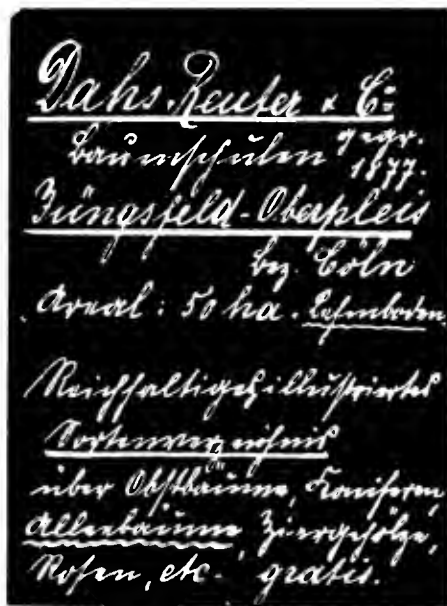 Dahs, Reuter & Co
Baumschulen gegr. 1877.
Jüngsfeld-Oberpleis
Bez. Cöln
Areal: 50 ha. Lehmboden
Reichhaltiges illustriertes
Sortenverzeichnis
über Obstbäume, Koniferen,
Alleebäume, Ziergehölze,
Rosen, etc. gratis.